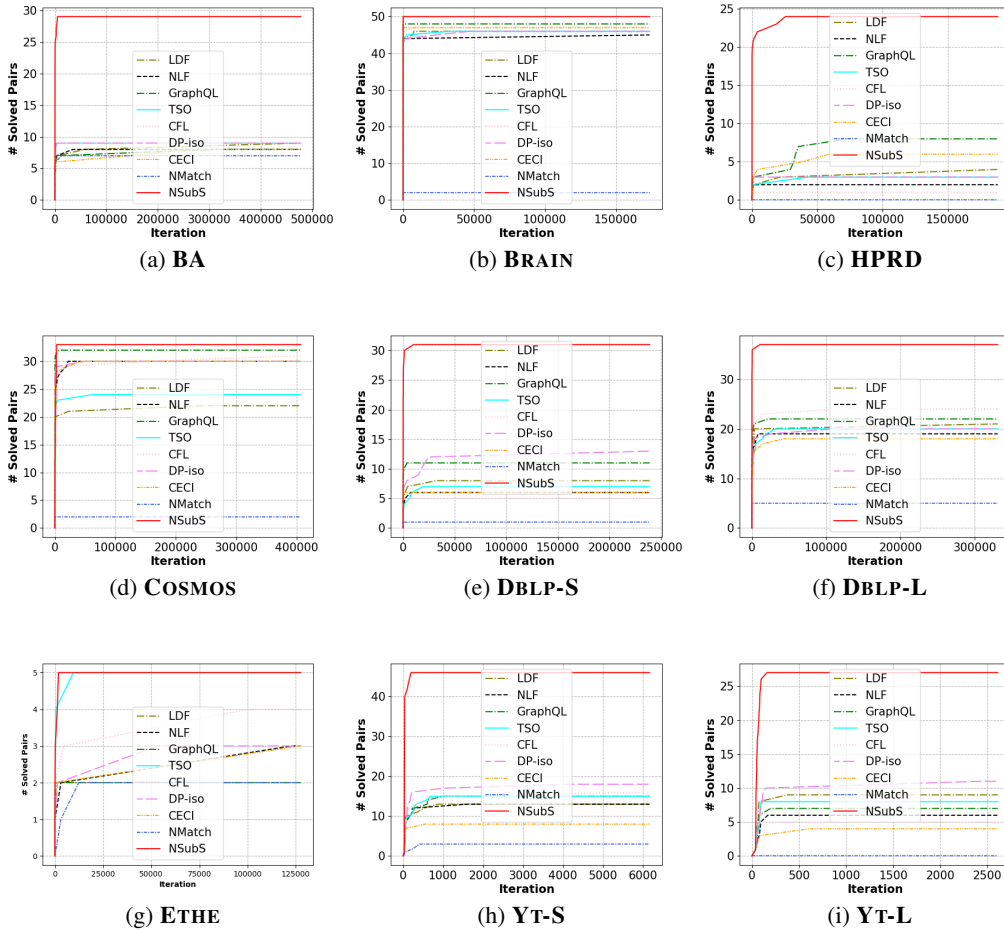 # Solved Pairs
30
25
20
15
10
5
0
LDF
NLF
GraphQL
TSO
CFL
DP-iso
CECI
NMatch
NSubS
0 100000 200000 300000 400000 500000
Iteration
(a) BA
# Solved Pairs
50
40
30
20
10
0
LDF
NLF
GraphQL
TSO
CFL
DP-iso
CECI
NMatch
NSubS
0 50000 100000 150000
Iteration
(b) BRAIN
# Solved Pairs
25
20
15
10
5
0
LDF
NLF
GraphQL
TSO
CFL
DP-iso
CECI
NMatch
NSubS
0 50000 100000 150000
Iteration
(c) HPRD
# Solved Pairs
30
25
20
15
10
5
0
LDF
NLF
GraphQL
TSO
CFL
DP-iso
CECI
NMatch
NSubS
0 100000 200000 300000 400000
Iteration
(d) COSMOS
# Solved Pairs
30
25
20
15
10
5
0
LDF
NLF
GraphQL
TSO
CFL
DP-iso
CECI
NMatch
NSubS
0 50000 100000 150000 200000 250000
Iteration
(e) DBLP-S
# Solved Pairs
30
20
10
0
LDF
NLF
GraphQL
TSO
CFL
DP-iso
CECI
NMatch
NSubS
0 100000 200000 300000
Iteration
(f) DBLP-L
# Solved Pairs
5
4
3
2
1
0
LDF
NLF
GraphQL
TSO
CFL
DP-iso
CECI
NMatch
NSubS
0 25000 50000 75000 100000 125000
Iteration
(g) ETHE
# Solved Pairs
40
30
20
10
0
LDF
NLF
GraphQL
TSO
CFL
DP-iso
CECI
NMatch
NSubS
0 1000 2000 3000 4000 5000 6000
Iteration
(h) YT-S
# Solved Pairs
25
20
15
10
5
0
LDF
NLF
GraphQL
TSO
CFL
DP-iso
CECI
NMatch
NSubS
0 500 1000 1500 2000 2500
Iteration
(i) YT-L